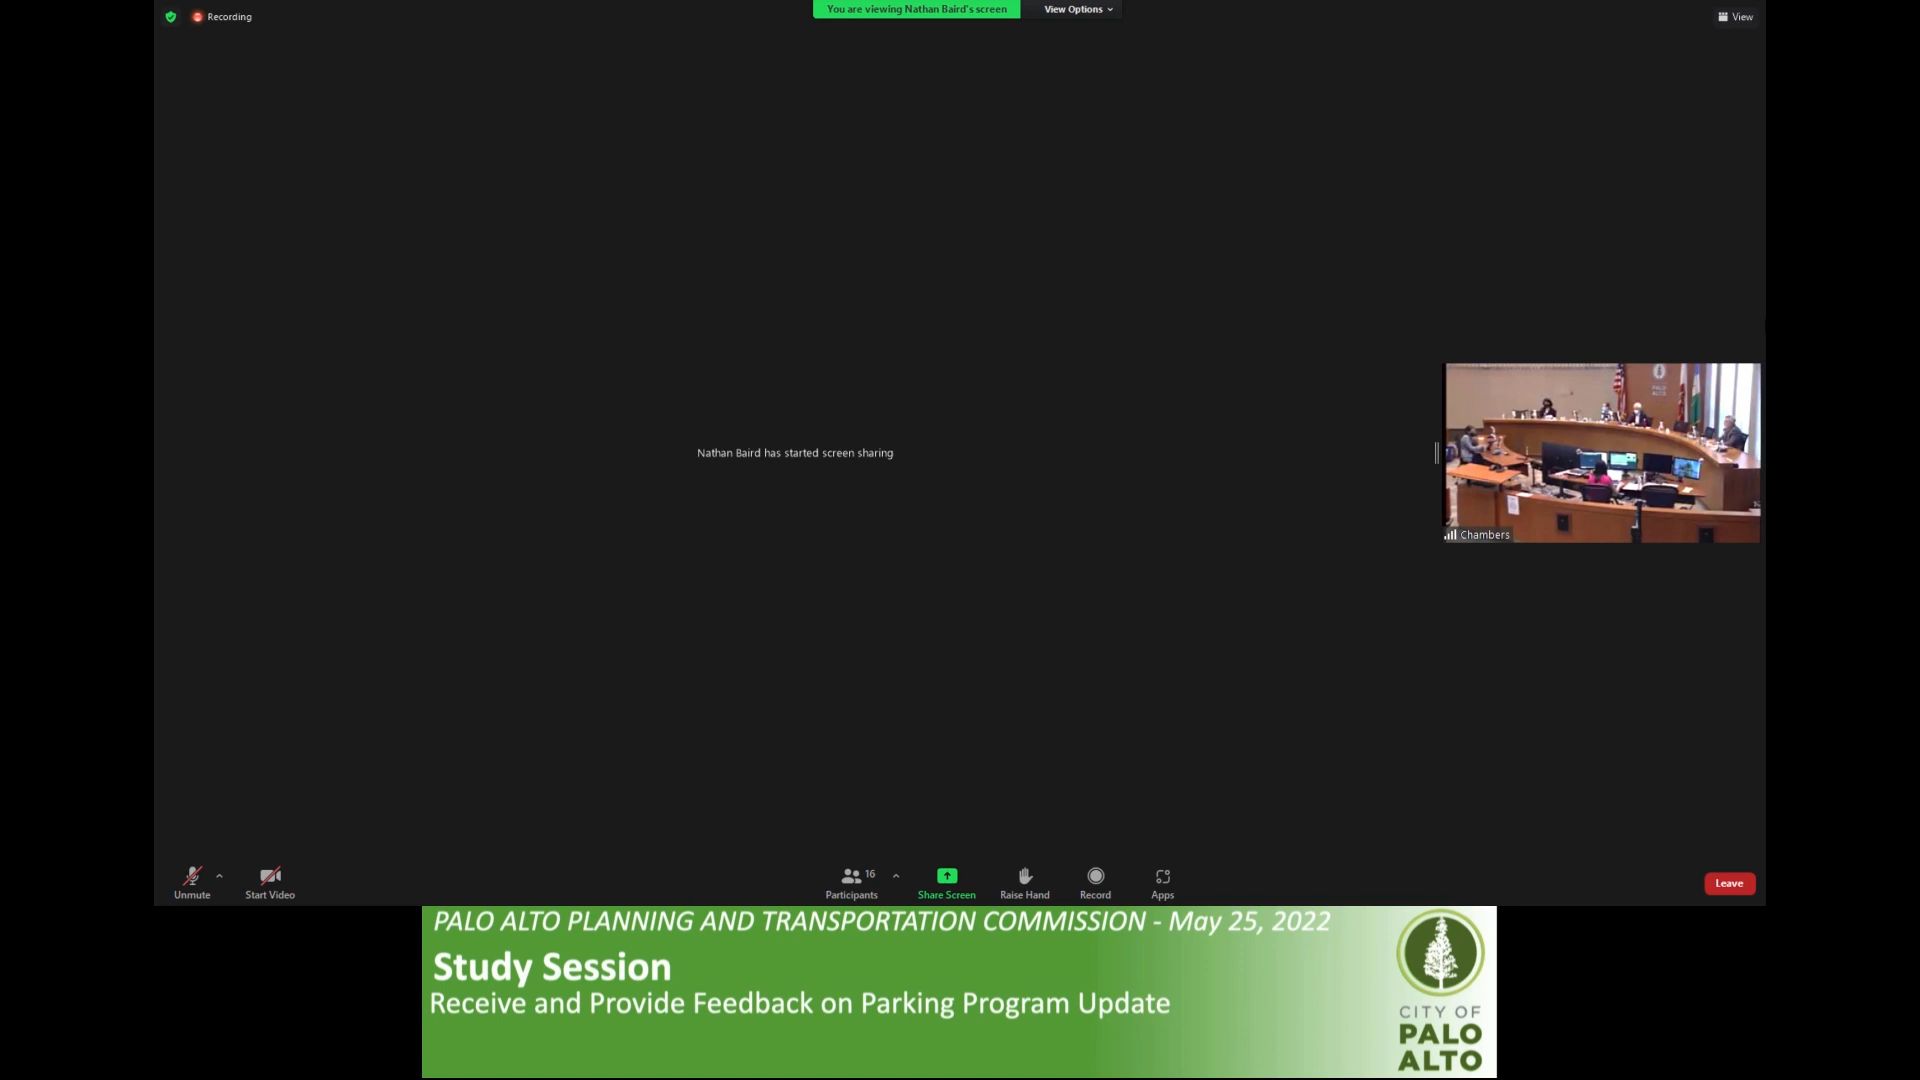 Recording
You are viewing Nathan Baird's screen
View Options
View
Nathan Baird has started screen sharing
PALO
ALTO
Chambers
Unmute
Start Video
16
Participants
Share Screen
Raise Hand
Record
Apps
Leave
PALO ALTO PLANNING AND TRANSPORTATION COMMISSION - May 25, 2022
Study Session
Receive and Provide Feedback on Parking Program Update
CITY OF
PALO
ALTO